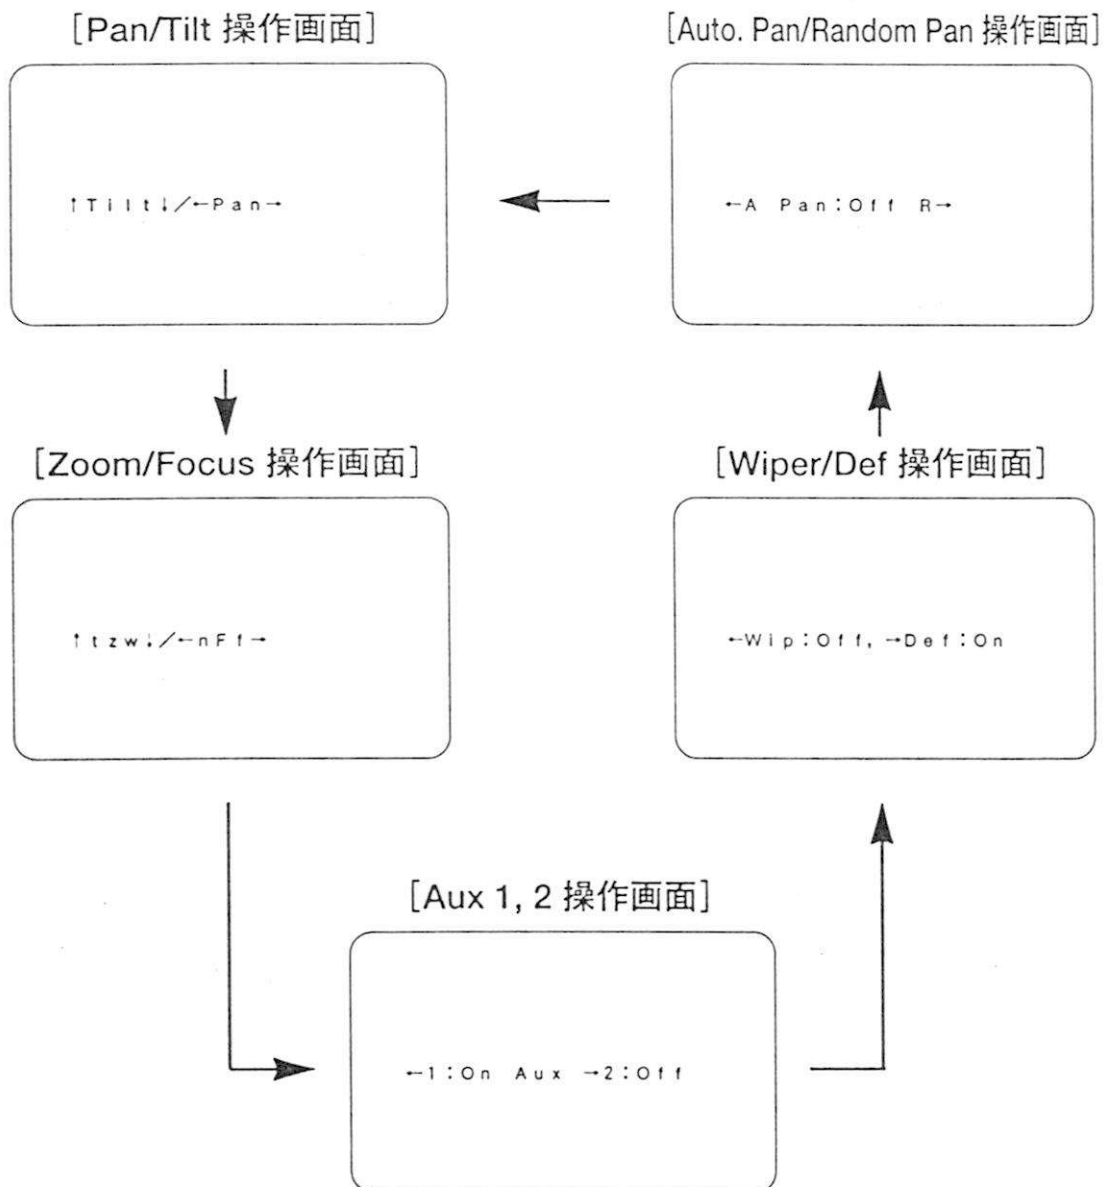 [Pan/Tilt 操作画面]
↑Tilt↓/←Pan→
[Auto. Pan/Random Pan 操作画面]
←A Pan:Off R→
[Zoom/Focus 操作画面]
↑tzw↓/←nFf→
[Wiper/Def 操作画面]
←Wip:Off, →Def:On
[Aux 1, 2 操作画面]
←1:On Aux →2:Off